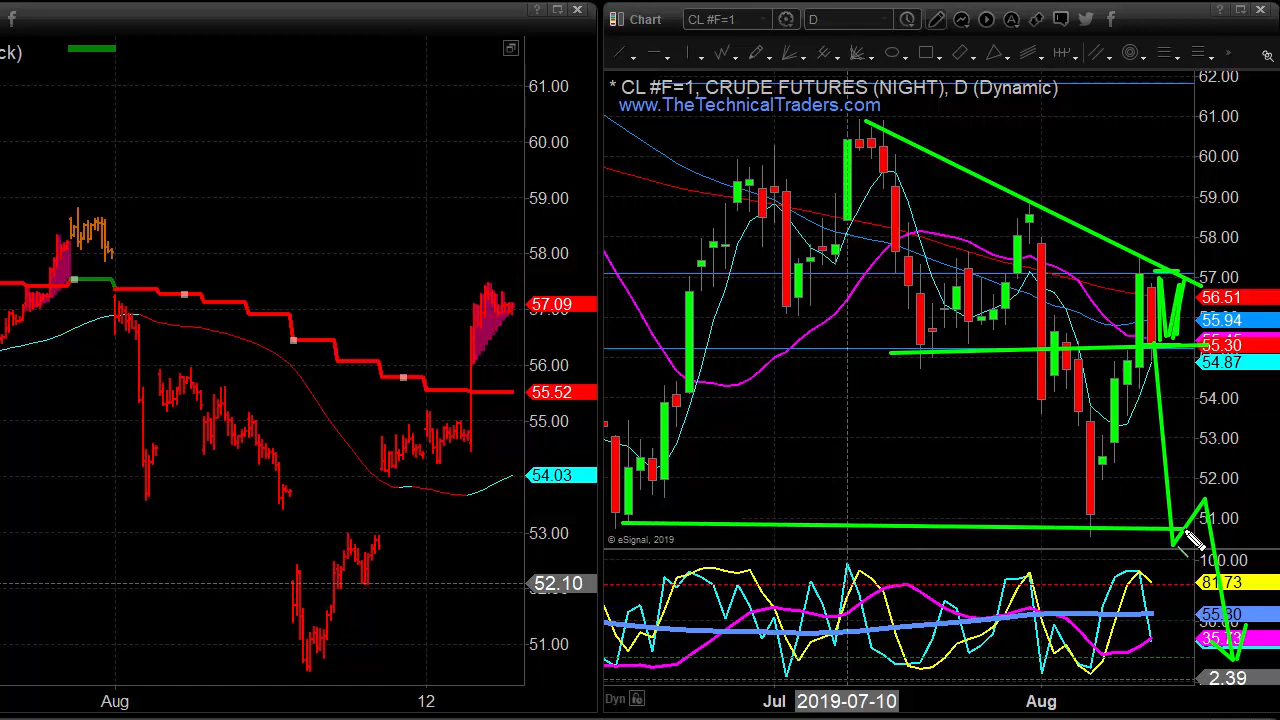 ck)
61.00
60.00
59.00
58.00
57.09
56.00
55.52
55.00
54.03
53.00
52.10
51.00
Aug
12
Chart
CL #F=1
D
* CL #F=1, CRUDE FUTURES (NIGHT), D (Dynamic)
www.TheTechnicalTraders.com
62.00
61.00
60.00
59.00
58.00
57.00
56.51
55.94
55.30
54.87
54.00
53.00
52.00
51.00
© eSignal, 2019
100.00
81.73
2.39
Dyn
Jul
2019-07-10
Aug